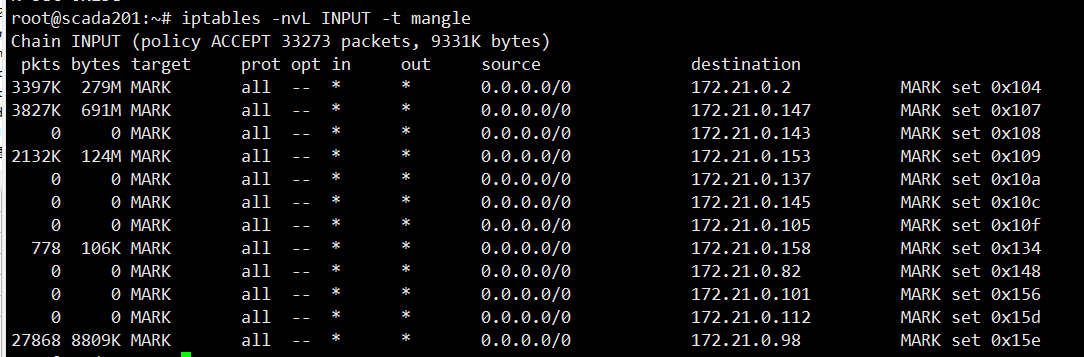 root@scada201:~# iptables -nvL INPUT -t mangle
Chain INPUT (policy ACCEPT 33273 packets, 9331K bytes)
pkts bytes target prot opt in out source destination
3397K 279M MARK all -- * * 0.0.0.0/0 172.21.0.2 MARK set 0x104
3827K 691M MARK all -- * * 0.0.0.0/0 172.21.0.147 MARK set 0x107
0 0 MARK all -- * * 0.0.0.0/0 172.21.0.143 MARK set 0x108
2132K 124M MARK all -- * * 0.0.0.0/0 172.21.0.153 MARK set 0x109
0 0 MARK all -- * * 0.0.0.0/0 172.21.0.137 MARK set 0x10a
0 0 MARK all -- * * 0.0.0.0/0 172.21.0.145 MARK set 0x10c
0 0 MARK all -- * * 0.0.0.0/0 172.21.0.105 MARK set 0x10f
778 106K MARK all -- * * 0.0.0.0/0 172.21.0.158 MARK set 0x134
0 0 MARK all -- * * 0.0.0.0/0 172.21.0.82 MARK set 0x148
0 0 MARK all -- * * 0.0.0.0/0 172.21.0.101 MARK set 0x156
0 0 MARK all -- * * 0.0.0.0/0 172.21.0.112 MARK set 0x15d
27868 8809K MARK all -- * * 0.0.0.0/0 172.21.0.98 MARK set 0x15e